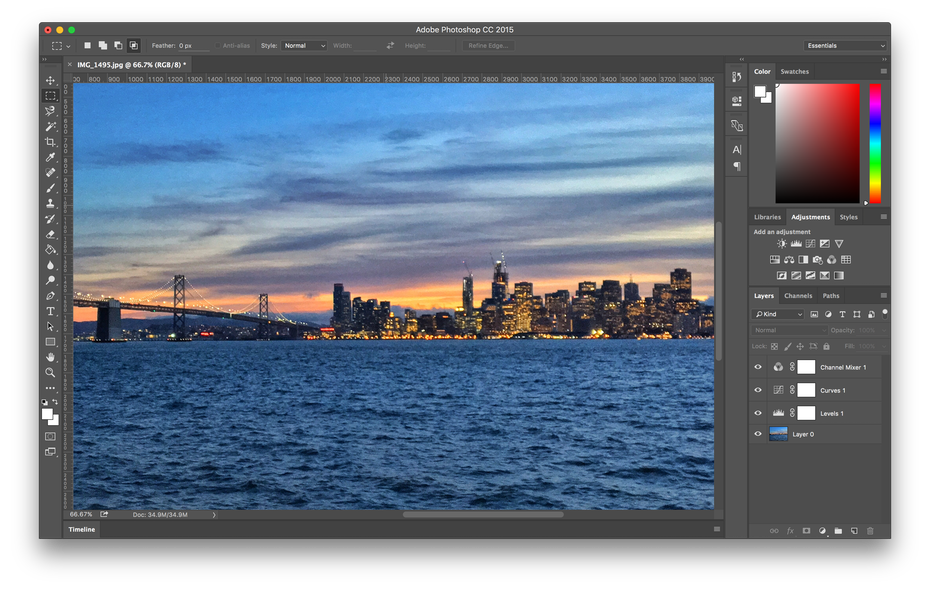 Adobe Photoshop CC 2015
Feather: 0 px Anti-alias Style: Normal Width: Height: Refine Edge... Essentials
× IMG_1495.jpg @ 66.7% (RGB/8) *
800 900 1000 1100 1200 1300 1400 1500 1600 1700 1800 1900 2000 2100 2200 2300 2400 2500 2600 2700 2800 2900 3000 3100 3200 3300 3400 3500 3600 3700 3800 3900
Color Swatches
Libraries Adjustments Styles
Add an adjustment
Layers Channels Paths
Kind
Normal Opacity: 100%
Lock: Fill: 100%
Channel Mixer 1
Curves 1
Levels 1
Layer 0
66.67% Doc: 34.9M/34.9M
fx
Timeline